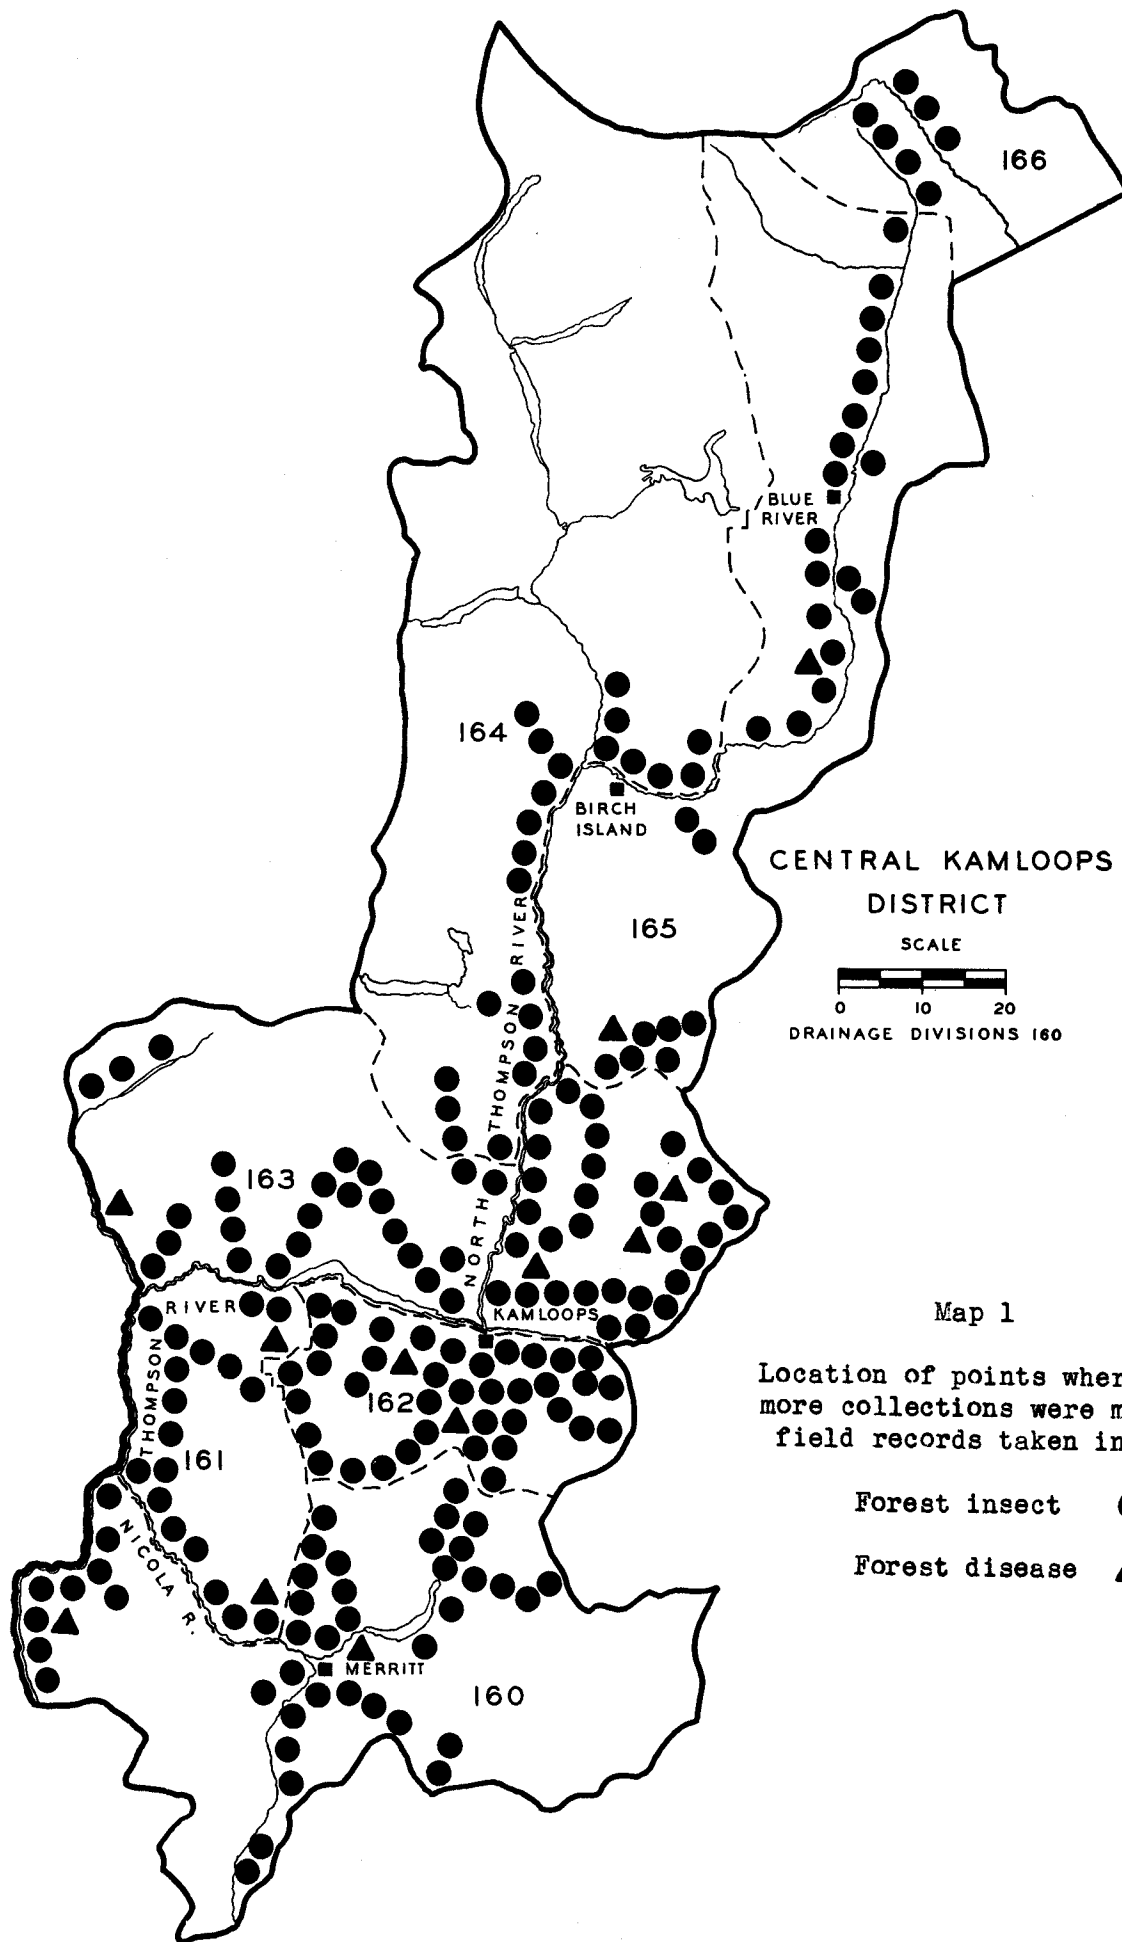 166
BLUE
RIVER
164
BIRCH
ISLAND
CENTRAL KAMLOOPS
DISTRICT
SCALE
0 10 20
DRAINAGE DIVISIONS 160
165
NORTH THOMPSON RIVER
163
KAMLOOPS
THOMPSON RIVER
162
161
NICOLA R.
MERRITT
160
Map 1
Location of points wher
more collections were m
field records taken in
Forest insect
Forest disease